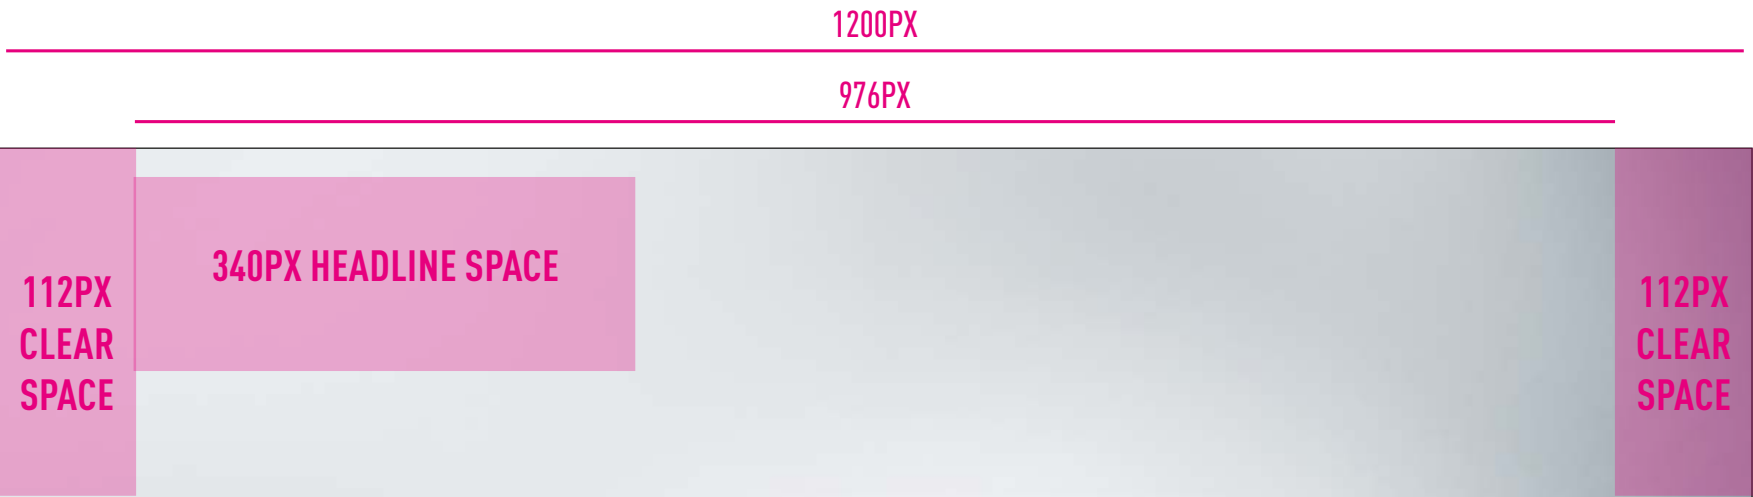 1200PX
976PX
340PX HEADLINE SPACE
112PX
CLEAR
SPACE
112PX
CLEAR
SPACE